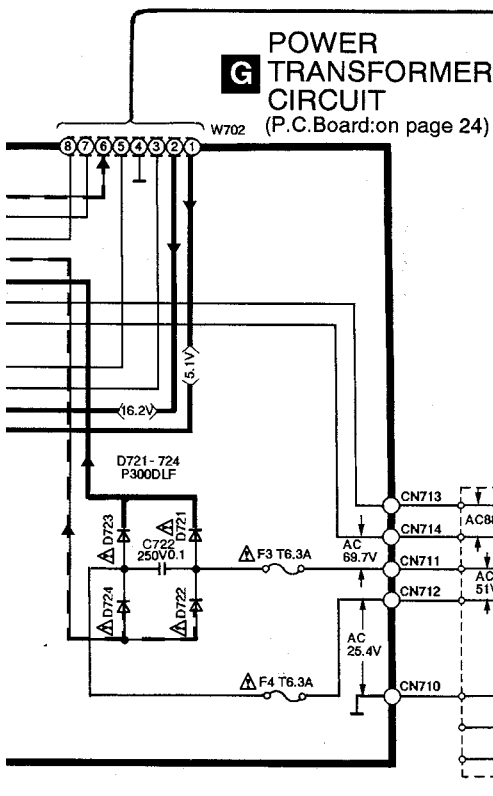 G
POWER
TRANSFORMER
CIRCUIT
(P.C.Board:on page 24)
W702
8 7 6 5 4 3 2 1
5.1V
16.2V
D721-724
P300DLF
D723
C722
250V0.1
D721
D724
D722
F3 T6.3A
F4 T6.3A
AC
69.7V
AC
25.4V
CN713
CN714
CN711
CN712
CN710
AC
51V